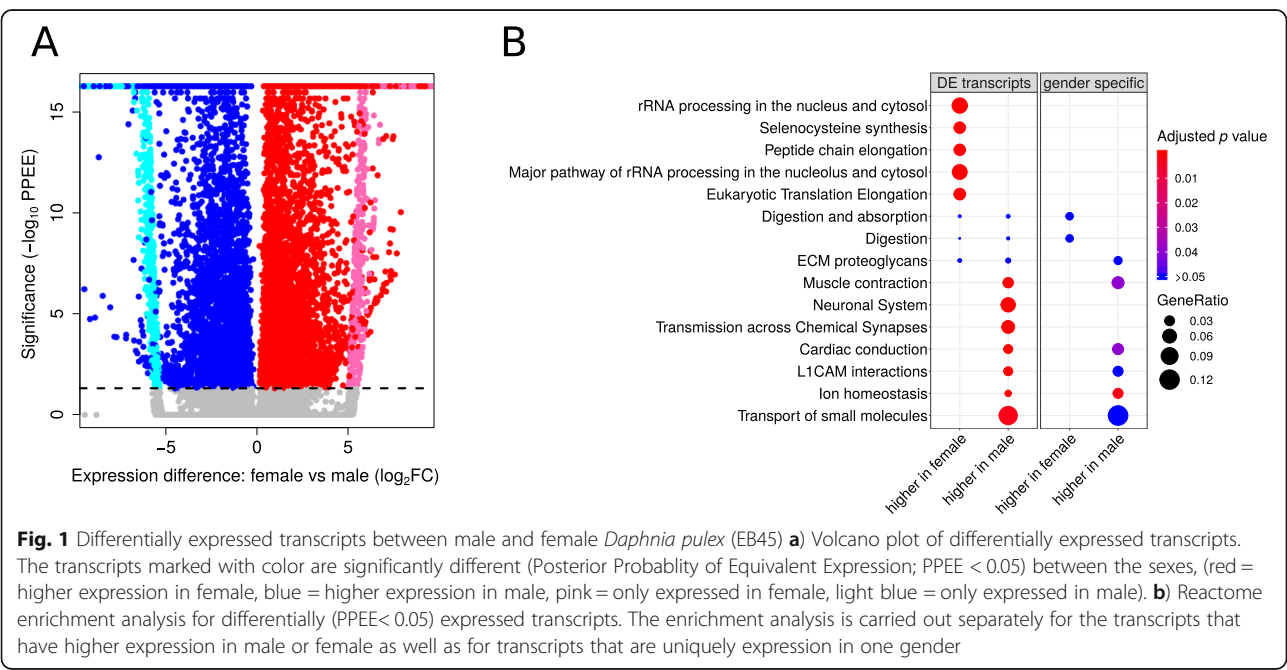 A
B
15
10
5
0
Significance (−log10 PPEE)
−5
0
5
Expression difference: female vs male (log2FC)
DE transcripts
gender specific
rRNA processing in the nucleus and cytosol
Selenocysteine synthesis
Peptide chain elongation
Major pathway of rRNA processing in the nucleolus and cytosol
Eukaryotic Translation Elongation
Digestion and absorption
Digestion
ECM proteoglycans
Muscle contraction
Neuronal System
Transmission across Chemical Synapses
Cardiac conduction
L1CAM interactions
Ion homeostasis
Transport of small molecules
higher in female
higher in male
higher in female
higher in male
Adjusted p value
0.01
0.02
0.03
0.04
>0.05
GeneRatio
0.03
0.06
0.09
0.12
Fig. 1 Differentially expressed transcripts between male and female Daphnia pulex (EB45) a) Volcano plot of differentially expressed transcripts.
The transcripts marked with color are significantly different (Posterior Probablity of Equivalent Expression; PPEE < 0.05) between the sexes, (red =
higher expression in female, blue = higher expression in male, pink = only expressed in female, light blue = only expressed in male). b) Reactome
enrichment analysis for differentially (PPEE< 0.05) expressed transcripts. The enrichment analysis is carried out separately for the transcripts that
have higher expression in male or female as well as for transcripts that are uniquely expression in one gender